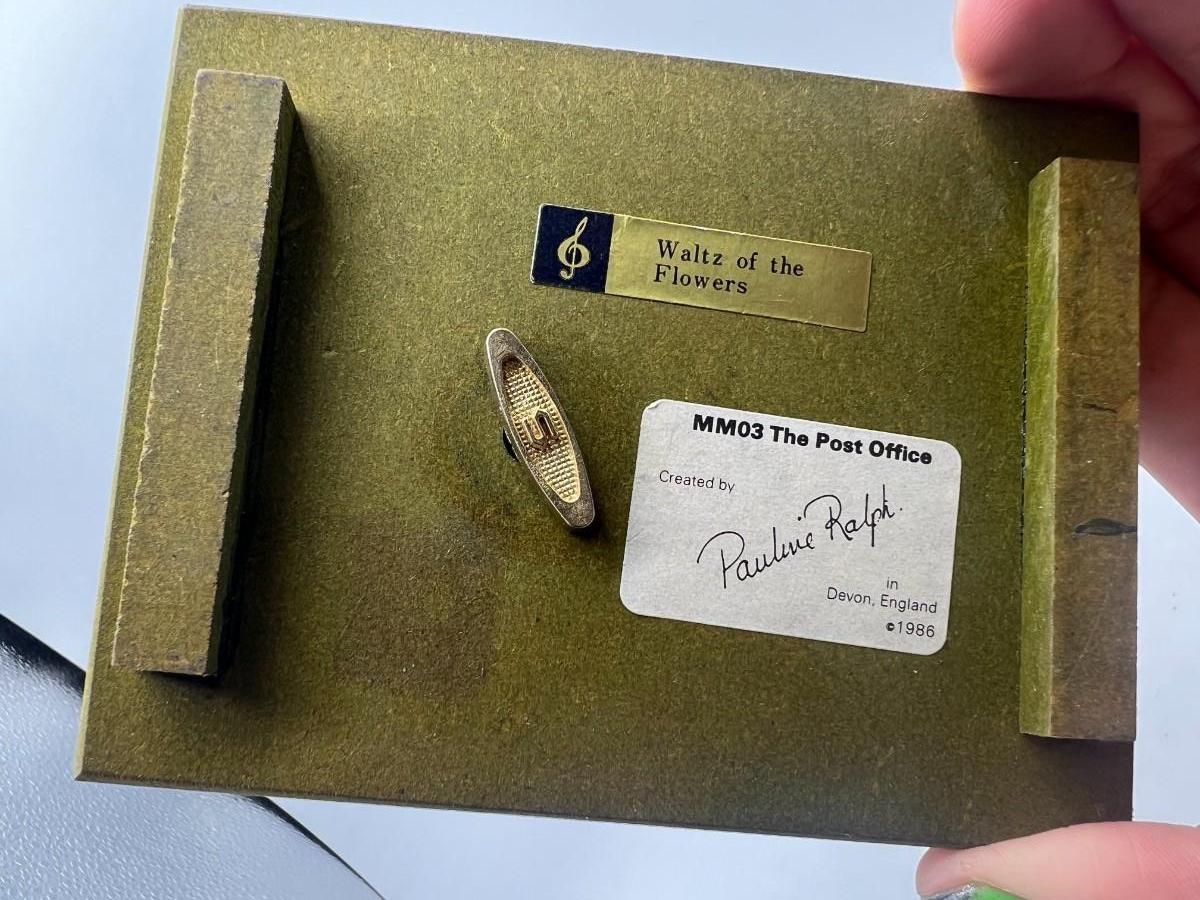 Waltz of the
Flowers
S
MM03 The Post Office
Created by
Pauline Ralph.
in
Devon, England
©1986